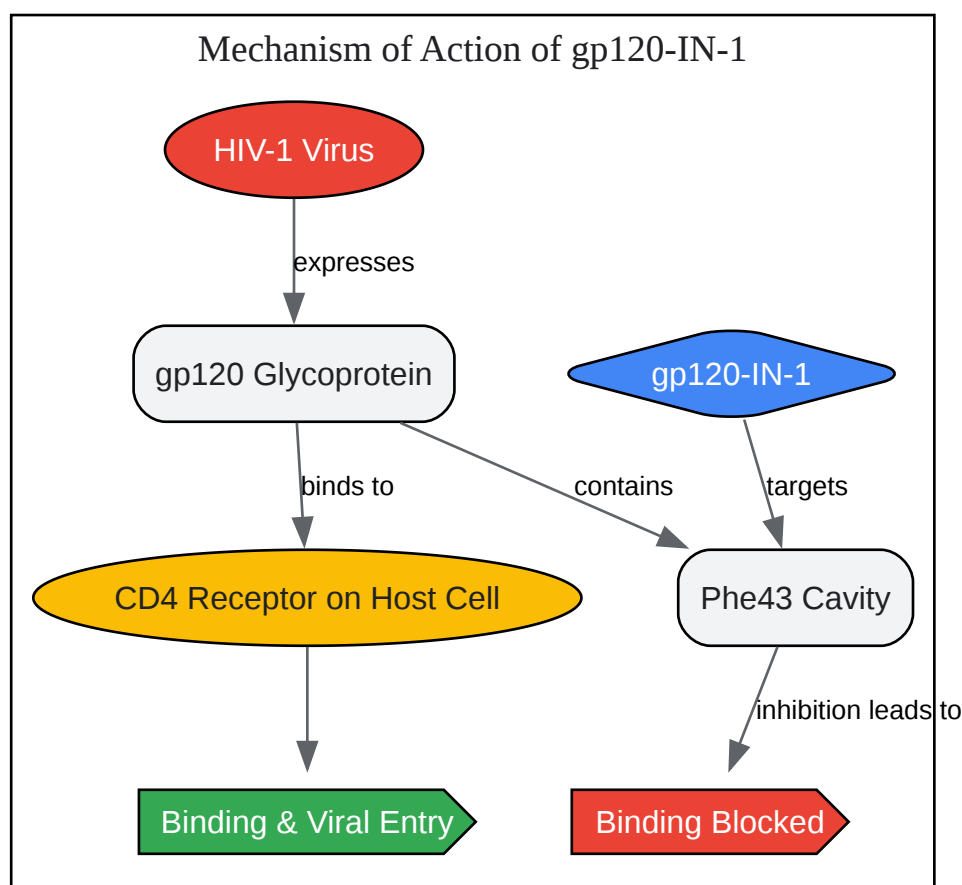 Mechanism of Action of gp120-IN-1
HIV-1 Virus
expresses
gp120 Glycoprotein
gp120-IN-1
binds to
contains
targets
CD4 Receptor on Host Cell
Phe43 Cavity
inhibition leads to
Binding & Viral Entry
Binding Blocked